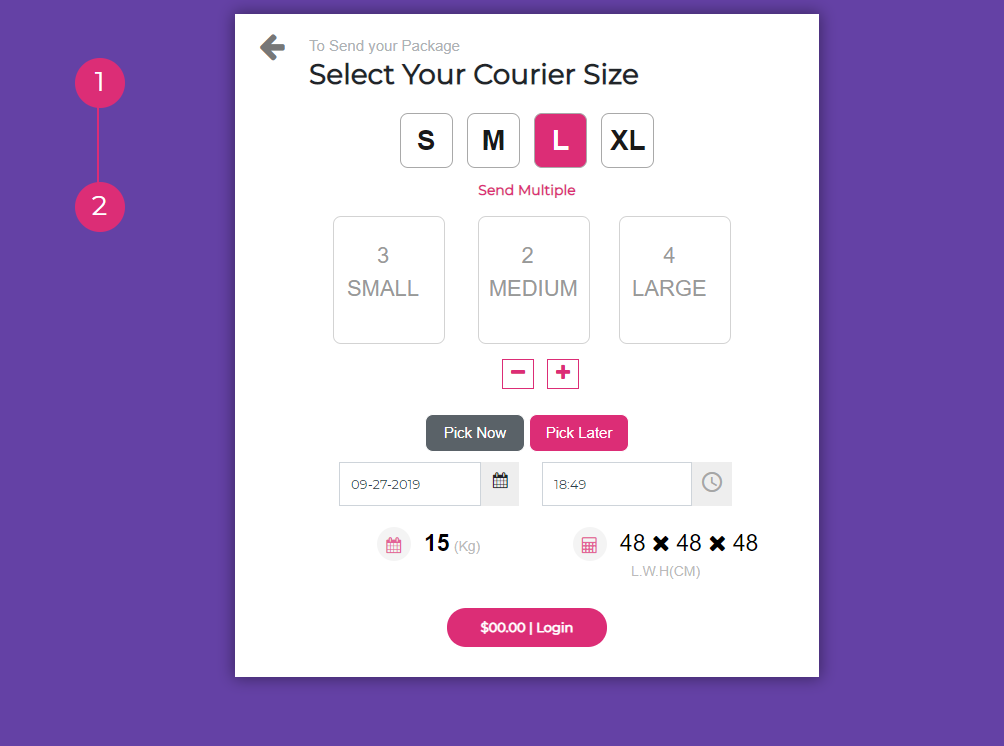 To Send your Package
Select Your Courier Size
1
S M L XL
Send Multiple
2
3 2 4
SMALL MEDIUM LARGE
Pick Now Pick Later
09-27-2019 18:49
15 (Kg) 48 × 48 × 48
L.W.H(CM)
$00.00 | Login